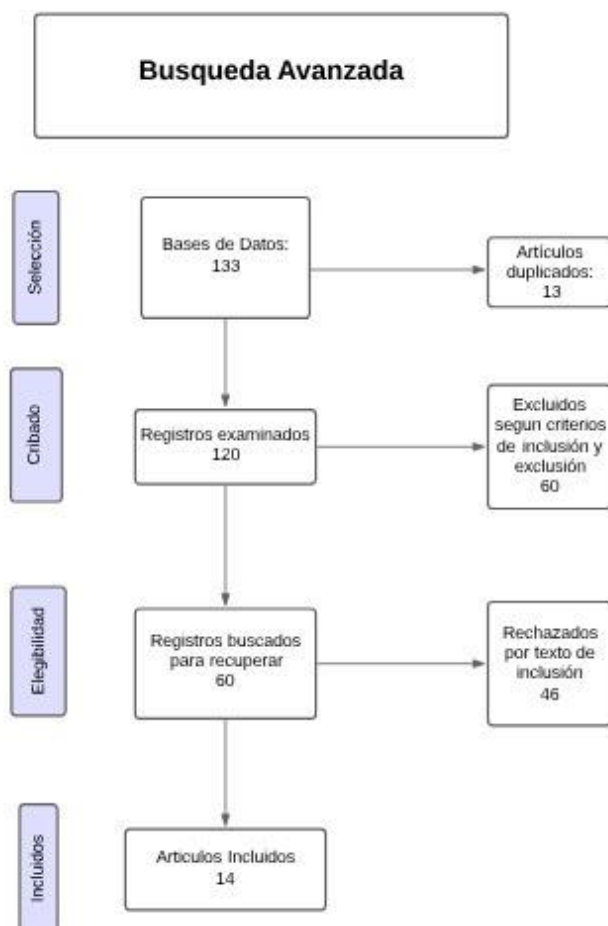 Busqueda Avanzada
Selección
Bases de Datos:
133
Artículos
duplicados:
13
Cribado
Registros examinados
120
Excluidos
segun criterios
de inclusión y
exclusión
60
Elegibilidad
Registros buscados
para recuperar
60
Rechazados
por texto de
inclusión
46
Incluidos
Articulos Incluidos
14